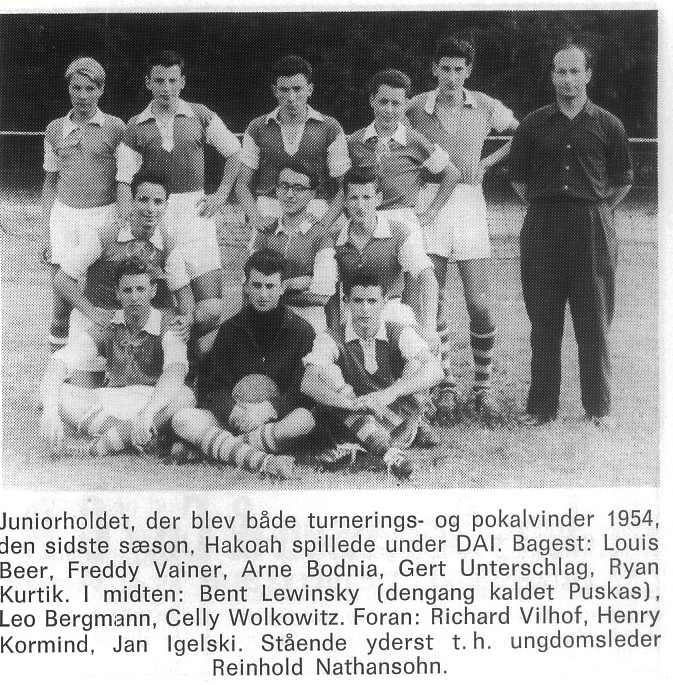 Juniorholdet, der blev både turnerings- og pokalvinder 1954,
den sidste sæson, Hakoah spillede under DAI. Bagest: Louis
Beer, Freddy Vainer, Arne Bodnia, Gert Unterschlag, Ryan
Kurtik. I midten: Bent Lewinsky (dengang kaldet Puskas),
Leo Bergmann, Celly Wolkowitz. Foran: Richard Vilhof, Henry
Kormind, Jan Igelski. Stående yderst t.h. ungdomsleder
Reinhold Nathansohn.